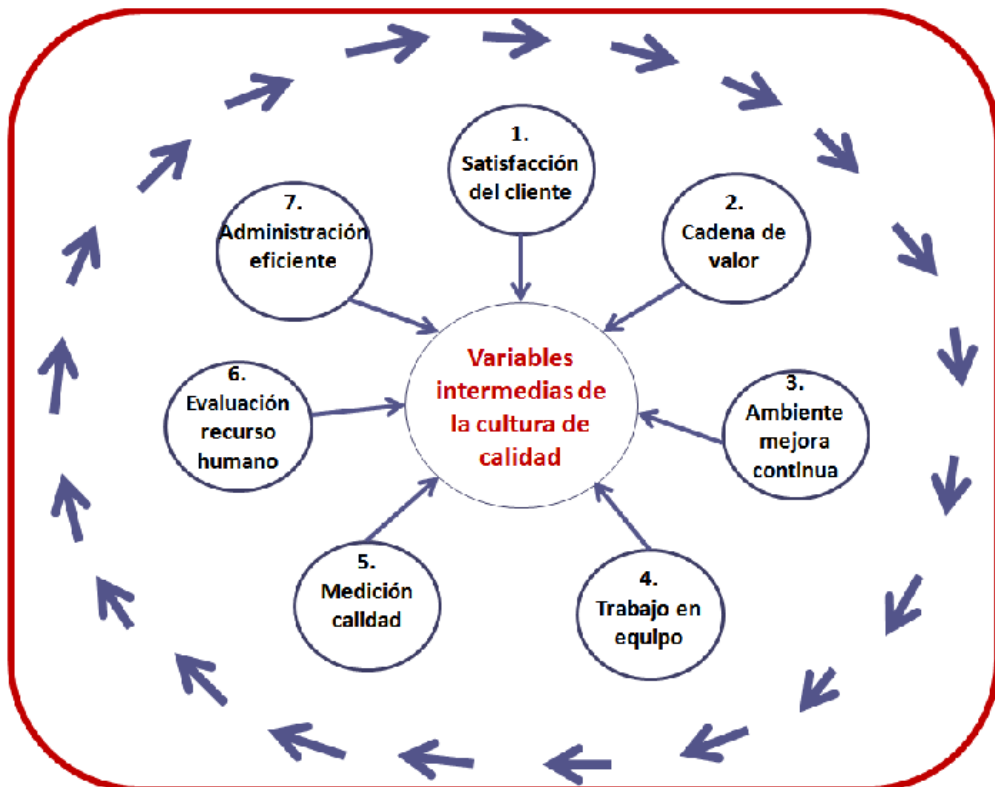 1.
Satisfacción
del cliente
2.
Cadena de
valor
3.
Ambiente
mejora
continua
4.
Trabajo en
equipo
5.
Medición
calidad
6.
Evaluación
recurso
humano
7.
Administración
eficiente
Variables
intermedias de
la cultura de
calidad